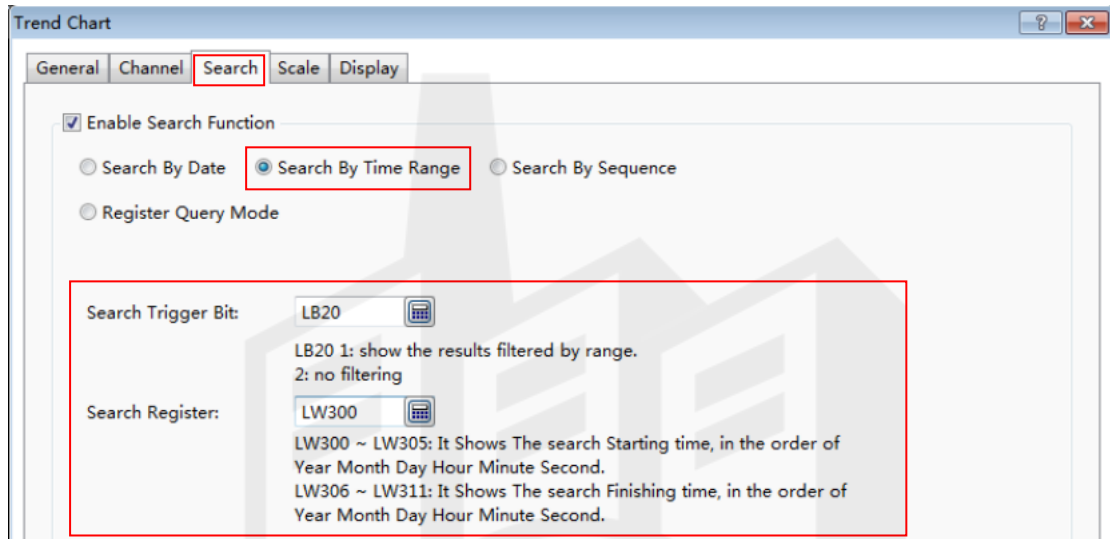 Trend Chart
General Channel Search Scale Display
Enable Search Function
Search By Date Search By Time Range Search By Sequence
Register Query Mode
Search Trigger Bit: LB20
LB20 1: show the results filtered by range.
2: no filtering
Search Register: LW300
LW300 ~ LW305: It Shows The search Starting time, in the order of
Year Month Day Hour Minute Second.
LW306 ~ LW311: It Shows The search Finishing time, in the order of
Year Month Day Hour Minute Second.